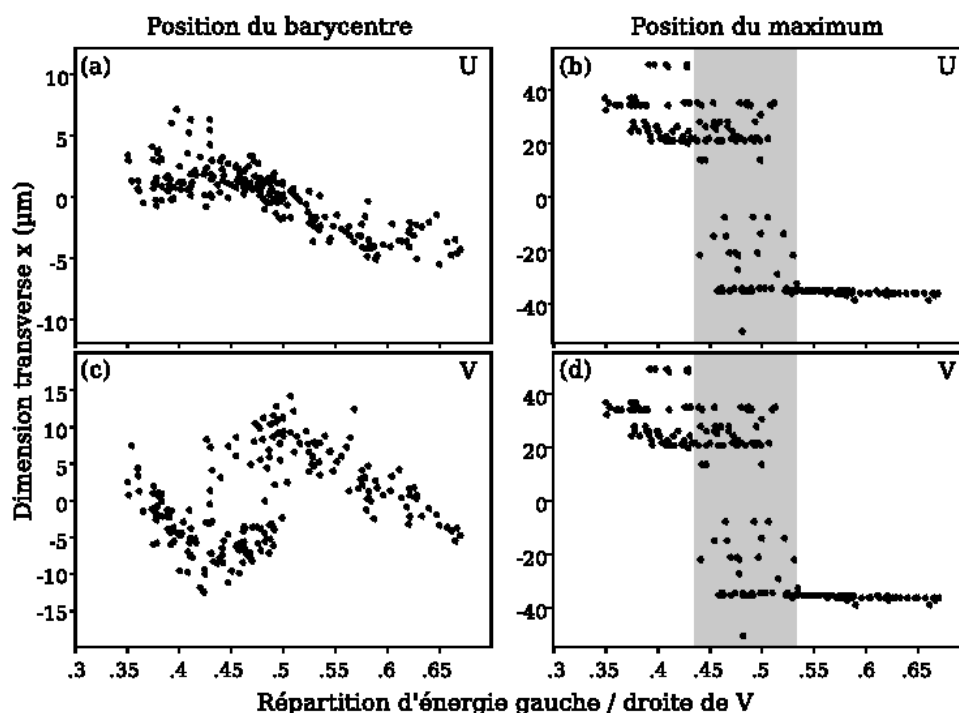 Position du barycentre
Position du maximum
(a)
U
(b)
U
10
5
0
-5
-10
40
20
0
-20
-40
(c)
V
(d)
V
15
10
5
0
-5
-10
-15
40
20
0
-20
-40
.3 .35 .4 .45 .5 .55 .6 .65
.3 .35 .4 .45 .5 .55 .6 .65
Dimension transverse x (μm)
Répartition d'énergie gauche / droite de V